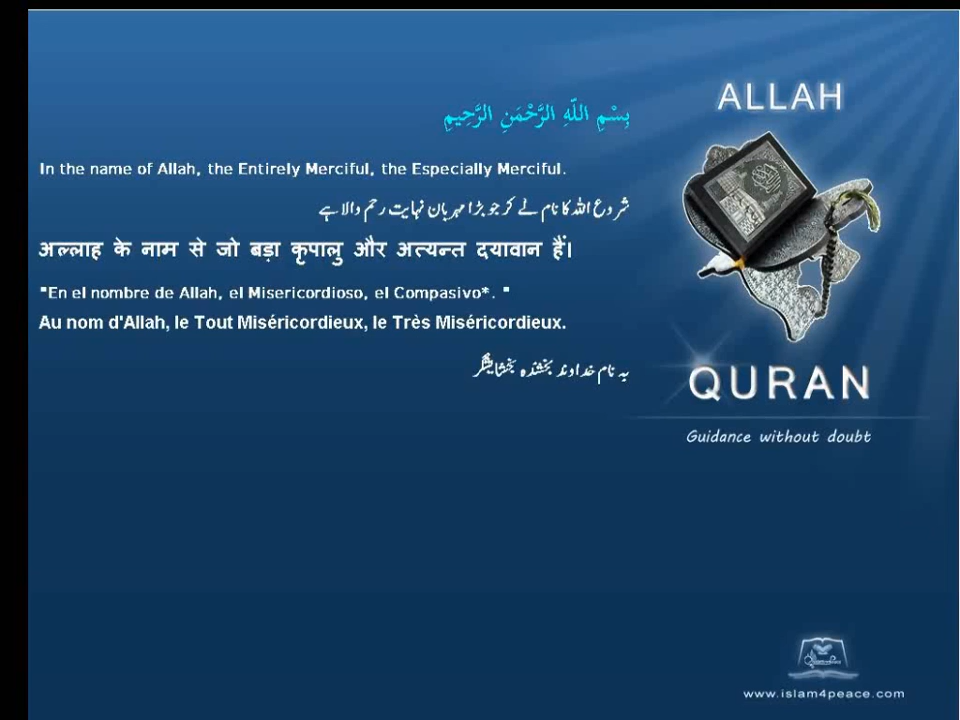 بِسْمِ اللّهِ الرَّحْمَنِ الرَّحِيمِ
In the name of Allah, the Entirely Merciful, the Especially Merciful.
شروع الله کا نام لے کر جو بڑا مہربان نہایت رحم والا ہے
अल्लाह के नाम से जो बड़ा कृपालु और अत्यन्त दयावान हैं।
"En el nombre de Allah, el Misericordioso, el Compasivo*. "
Au nom d'Allah, le Tout Miséricordieux, le Très Miséricordieux.
به نام خداوند بخشنده بخشایشگر
ALLAH
QURAN
Guidance without doubt
www.islam4peace.com